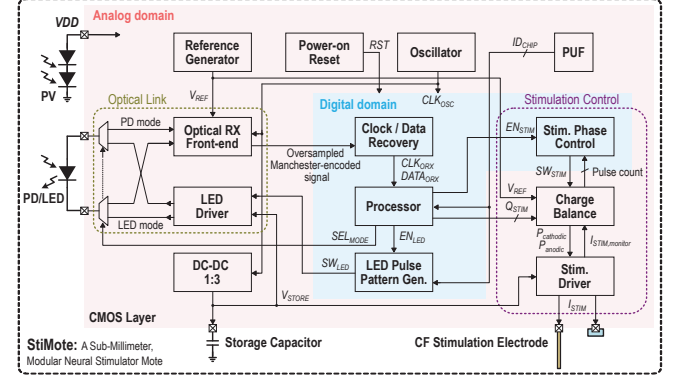 Analog domain
VDD
PV
Reference
Generator
Power-on
Reset
RST
Oscillator
ID_CHIP
PUF
V_REF
CLK_OSC
Optical Link
Digital domain
Stimulation Control
PD mode
Optical RX
Front-end
Oversampled
Manchester-encoded
signal
Clock / Data
Recovery
CLK_ORX
DATA_ORX
EN_STIM
Stim. Phase
Control
SW_STIM
Pulse count
PD/LED
LED
Driver
LED mode
Processor
V_REF
Q_STIM
Charge
Balance
SEL_MODE
EN_LED
P_cathodic
P_anodic
I_STIM,monitor
DC-DC
1:3
SW_LED
LED Pulse
Pattern Gen.
Stim.
Driver
V_STORE
I_STIM
CMOS Layer
StiMote: A Sub-Millimeter,
Modular Neural Stimulator Mote
Storage Capacitor
CF Stimulation Electrode